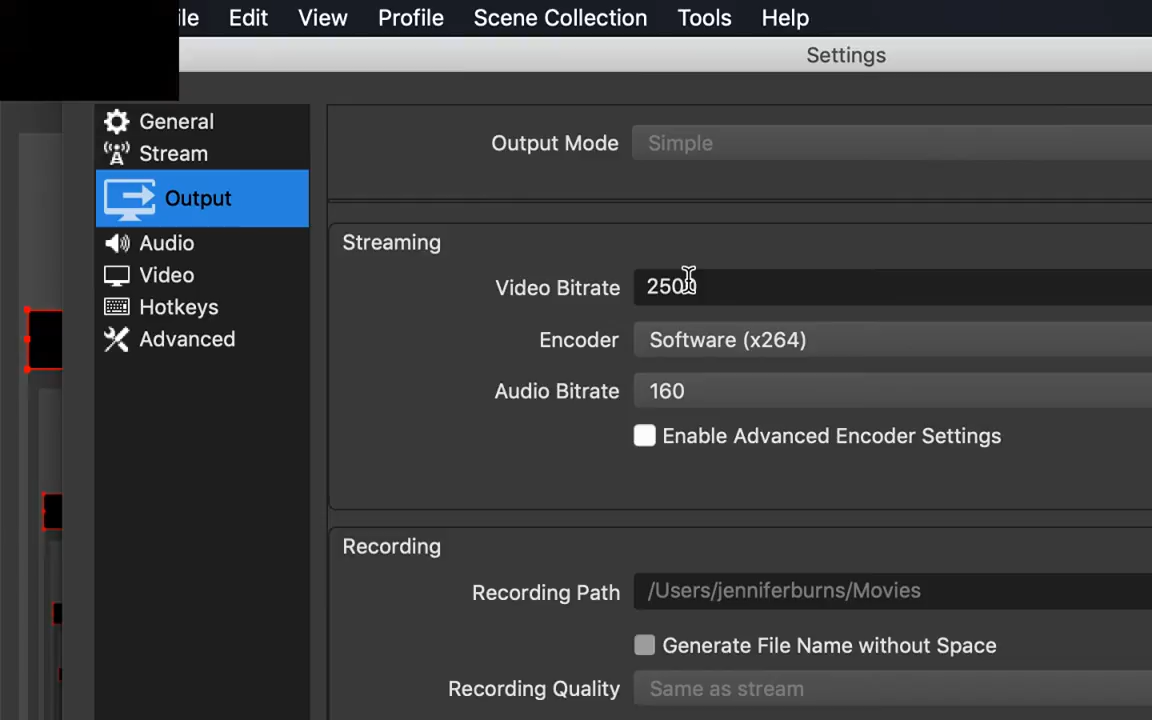 ile Edit View Profile Scene Collection Tools Help
Settings
General
Stream
Output
Audio
Video
Hotkeys
Advanced
Output Mode Simple
Streaming
Video Bitrate 2500
Encoder Software (x264)
Audio Bitrate 160
Enable Advanced Encoder Settings
Recording
Recording Path /Users/jenniferburns/Movies
Generate File Name without Space
Recording Quality Same as stream